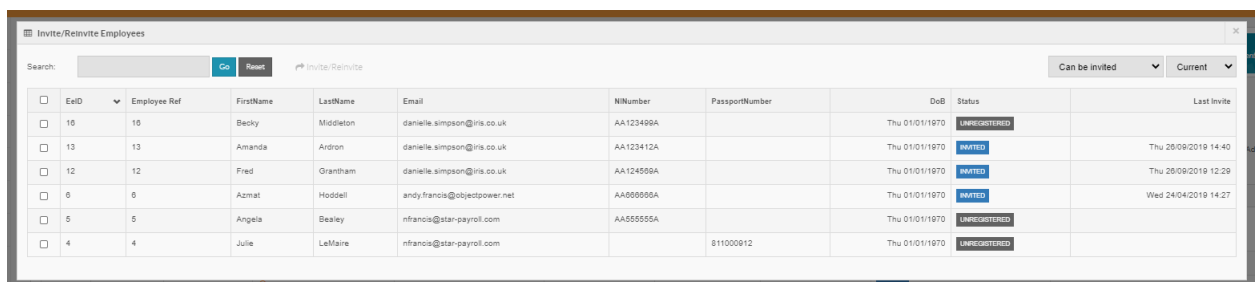 Invite/Reinvite Employees ×
Search: Go Reset Invite/Reinvite Can be invited Current
EeID Employee Ref FirstName LastName Email NINumber PassportNumber DoB Status Last Invite
16 16 Becky Middleton danielle.simpson@iris.co.uk AA123499A Thu 01/01/1970 UNREGISTERED
13 13 Amanda Ardron danielle.simpson@iris.co.uk AA123412A Thu 01/01/1970 INVITED Thu 26/09/2019 14:40
12 12 Fred Grantham danielle.simpson@iris.co.uk AA124569A Thu 01/01/1970 INVITED Thu 26/09/2019 12:29
6 6 Azmat Hoddell andy.francis@objectpower.net AA666666A Thu 01/01/1970 INVITED Wed 24/04/2019 14:27
5 5 Angela Bealey nfrancis@star-payroll.com AA555555A Thu 01/01/1970 UNREGISTERED
4 4 Julie LeMaire nfrancis@star-payroll.com 811000912 Thu 01/01/1970 UNREGISTERED